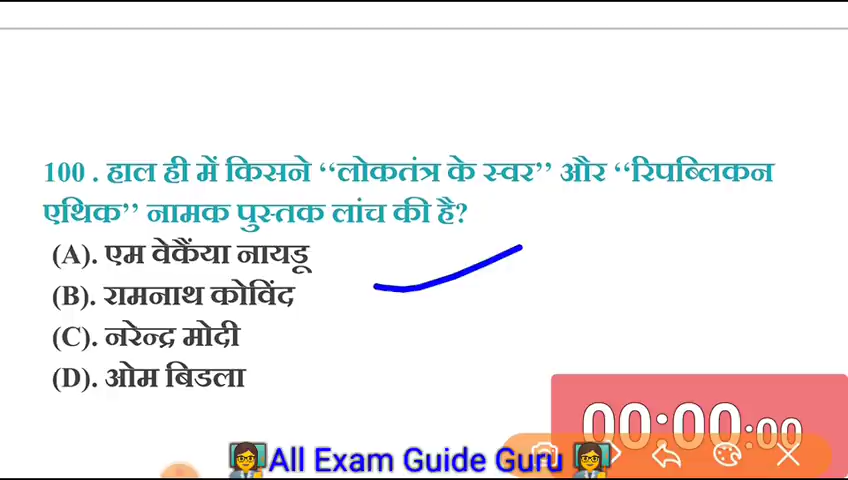 100 . हाल ही में किसने ‘‘लोकतंत्र के स्वर’’ और ‘‘रिपब्लिकन
एथिक’’ नामक पुस्तक लांच की है?
(A). एम वेकैंया नायडू
(B). रामनाथ कोविंद
(C). नरेन्द्र मोदी
(D). ओम बिडला
00:00:00
All Exam Guide Guru